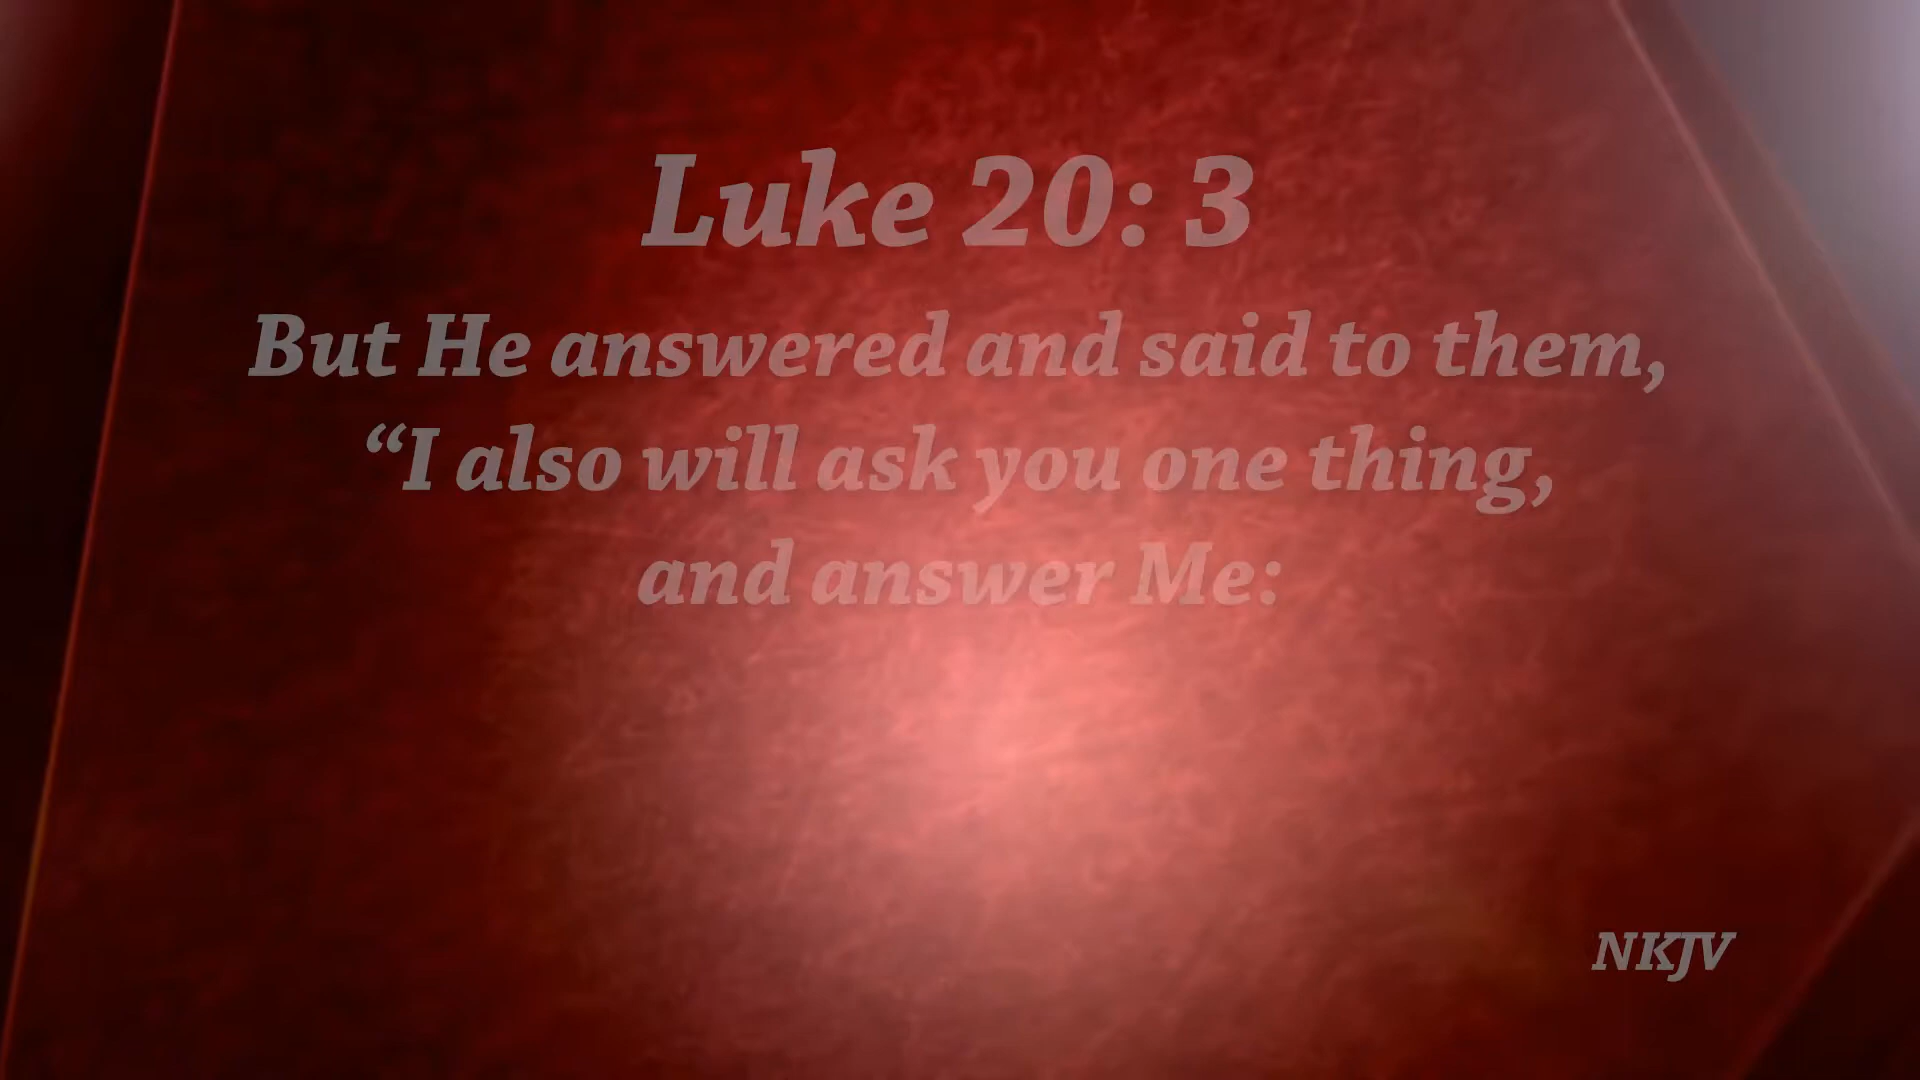 Luke 20: 3
But He answered and said to them,
“I also will ask you one thing,
and answer Me:
NKJV